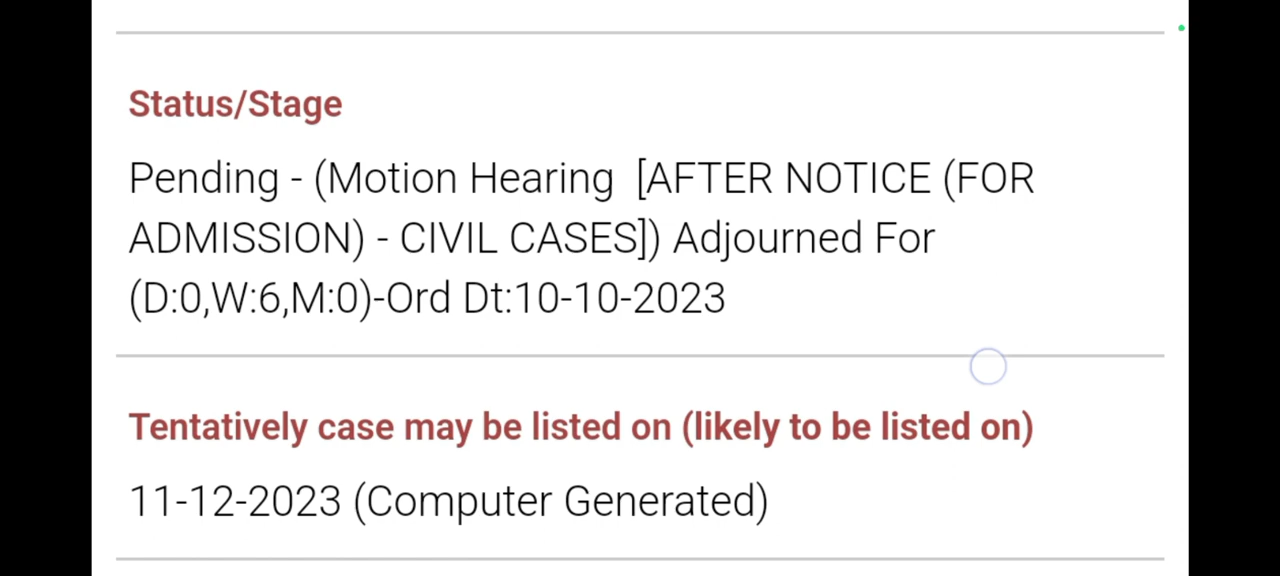 Status/Stage
Pending - (Motion Hearing [AFTER NOTICE (FOR
ADMISSION) - CIVIL CASES]) Adjourned For
(D:0,W:6,M:0)-Ord Dt:10-10-2023
Tentatively case may be listed on (likely to be listed on)
11-12-2023 (Computer Generated)